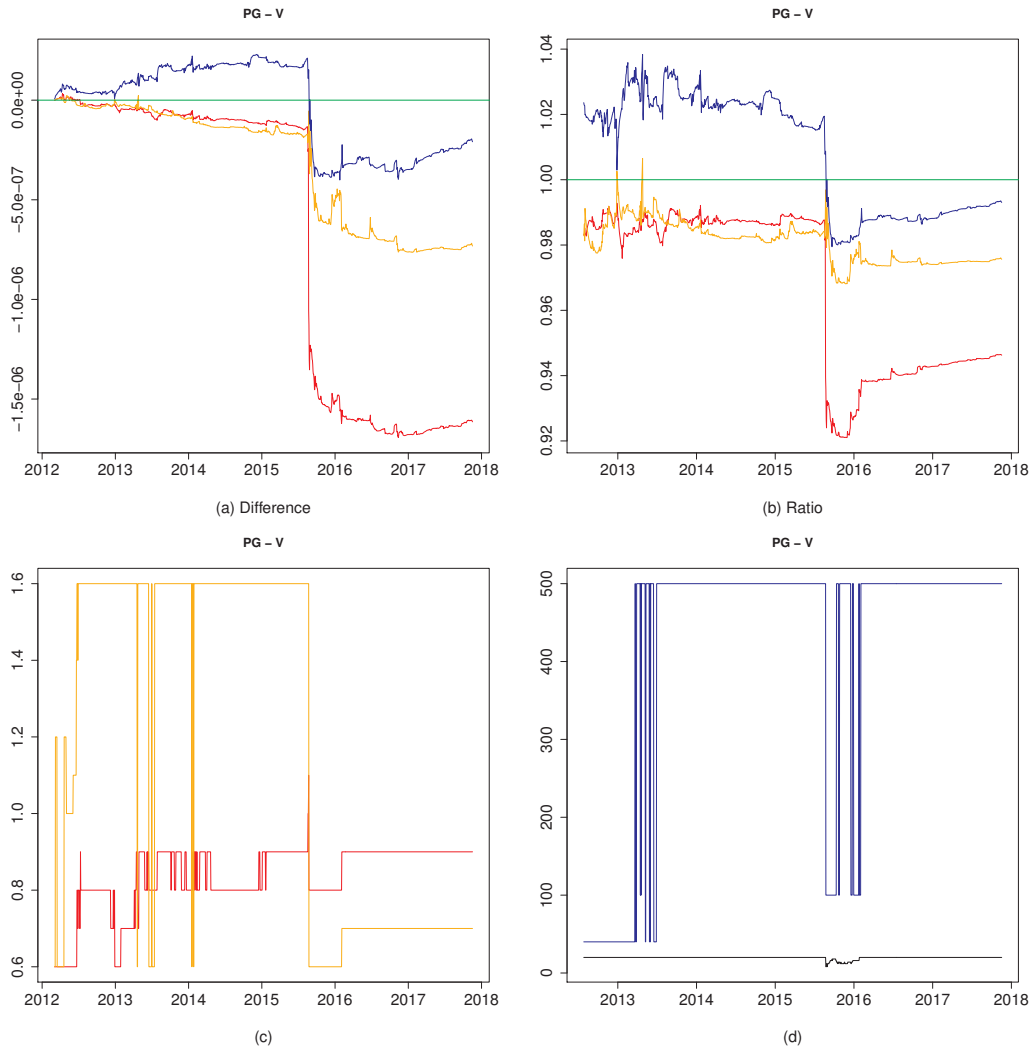 PG − V
0.0e+00
−5.0e−07
−1.0e−06
−1.5e−06
2012 2013 2014 2015 2016 2017 2018
(a) Difference
PG − V
1.04
1.02
1.00
0.98
0.96
0.94
0.92
2013 2014 2015 2016 2017 2018
(b) Ratio
PG − V
1.6
1.4
1.2
1.0
0.8
0.6
2012 2013 2014 2015 2016 2017 2018
(c)
PG − V
500
400
300
200
100
0
2013 2014 2015 2016 2017 2018
(d)